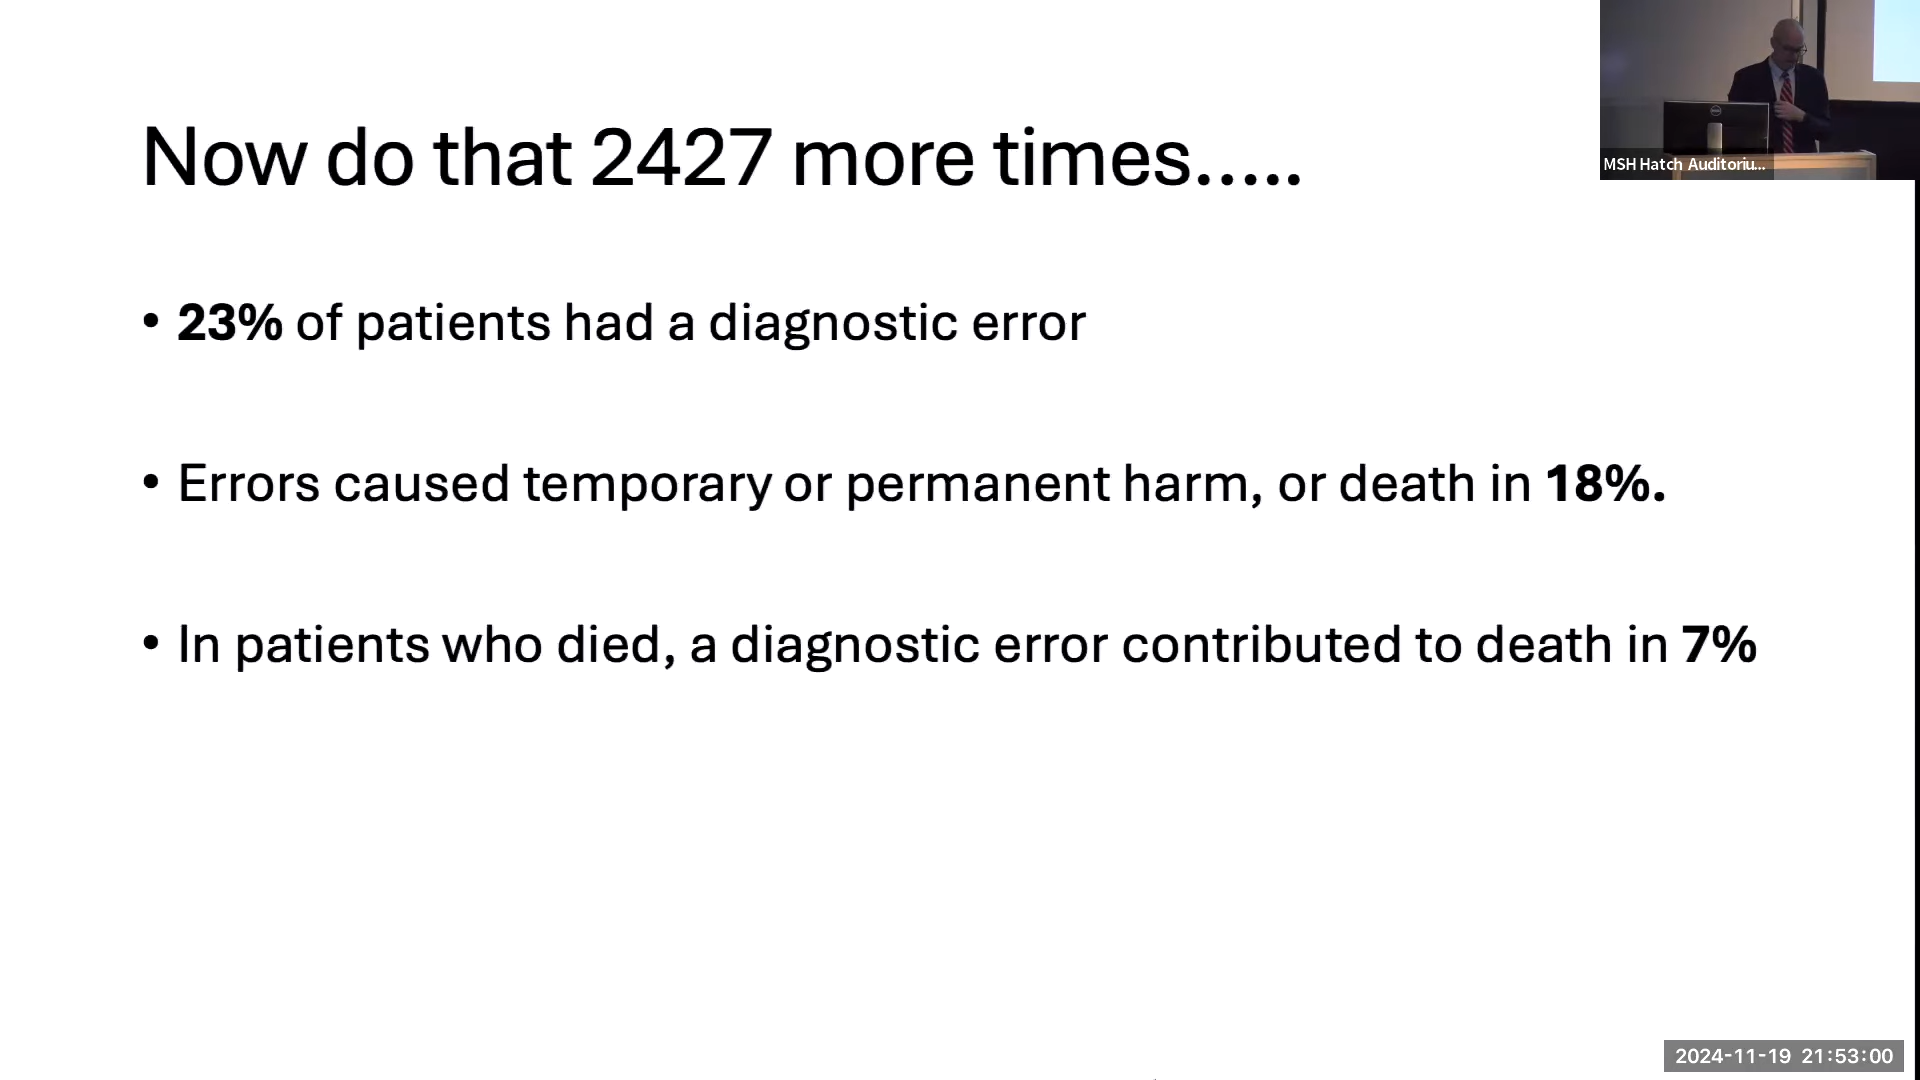 Now do that 2427 more times.....
MSH Hatch Auditoriu...
• 23% of patients had a diagnostic error
• Errors caused temporary or permanent harm, or death in 18%.
• In patients who died, a diagnostic error contributed to death in 7%
2024-11-19 21:53:00